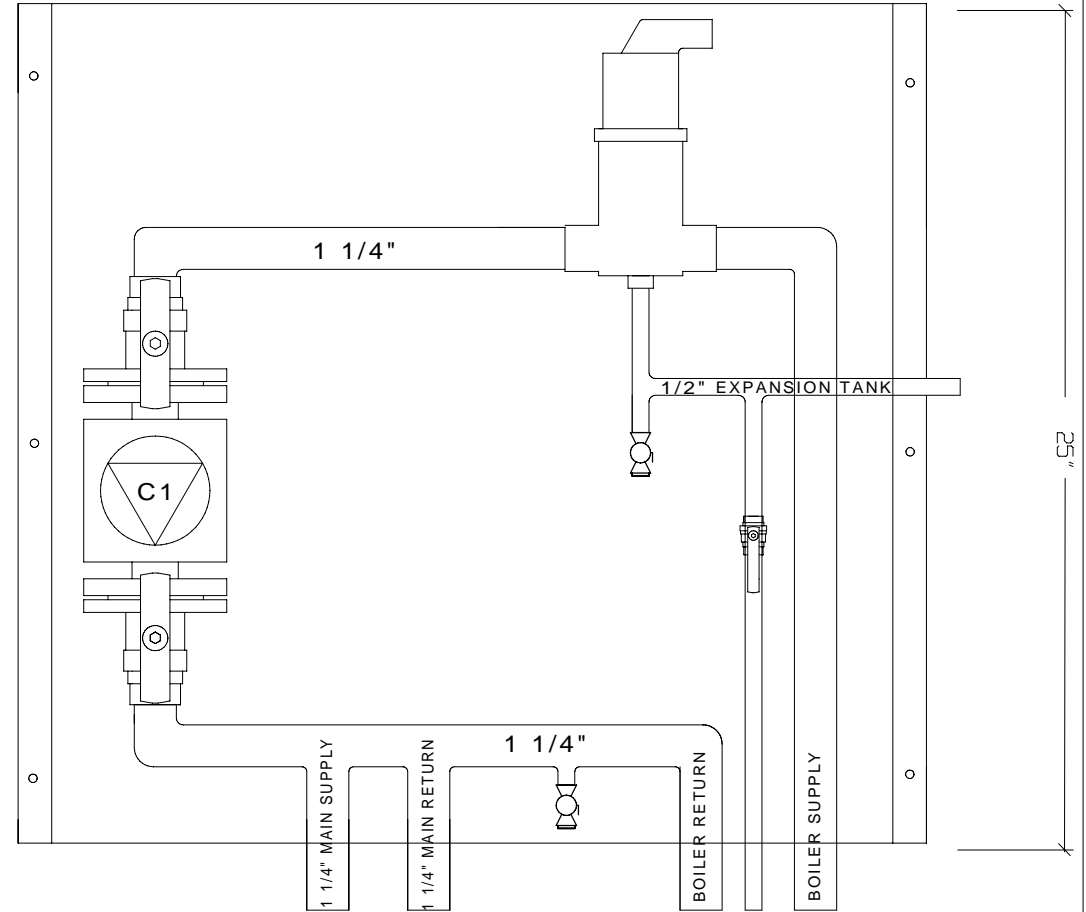 1 1/4"
1/2" EXPANSION TANK
25"
C1
1 1/4"
1 1/4" MAIN SUPPLY
1 1/4" MAIN RETURN
BOILER RETURN
BOILER SUPPLY